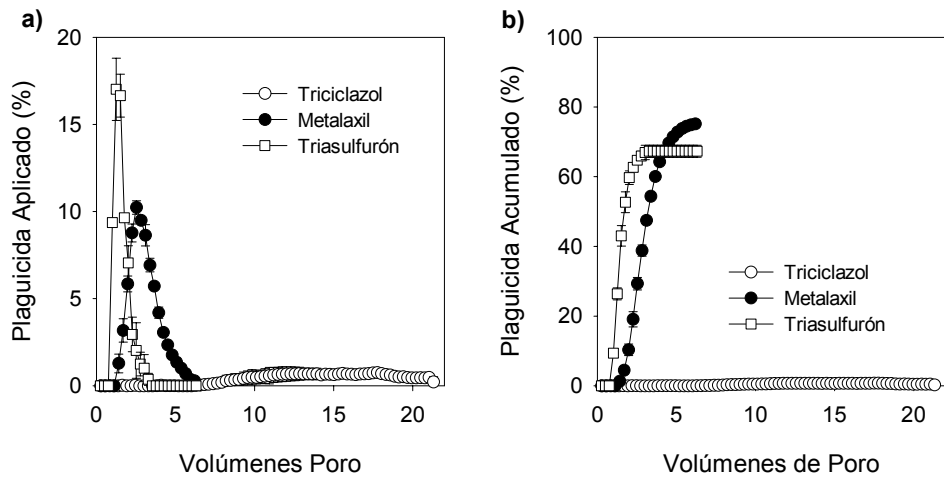 a)
Plaguicida Aplicado (%)
20
15
10
5
0
Triciclazol
Metalaxil
Triasulfurón
0 5 10 15 20
Volúmenes Poro
b)
Plaguicida Acumulado (%)
100
80
60
40
20
0
Triciclazol
Metalaxil
Triasulfurón
0 5 10 15 20
Volúmenes de Poro